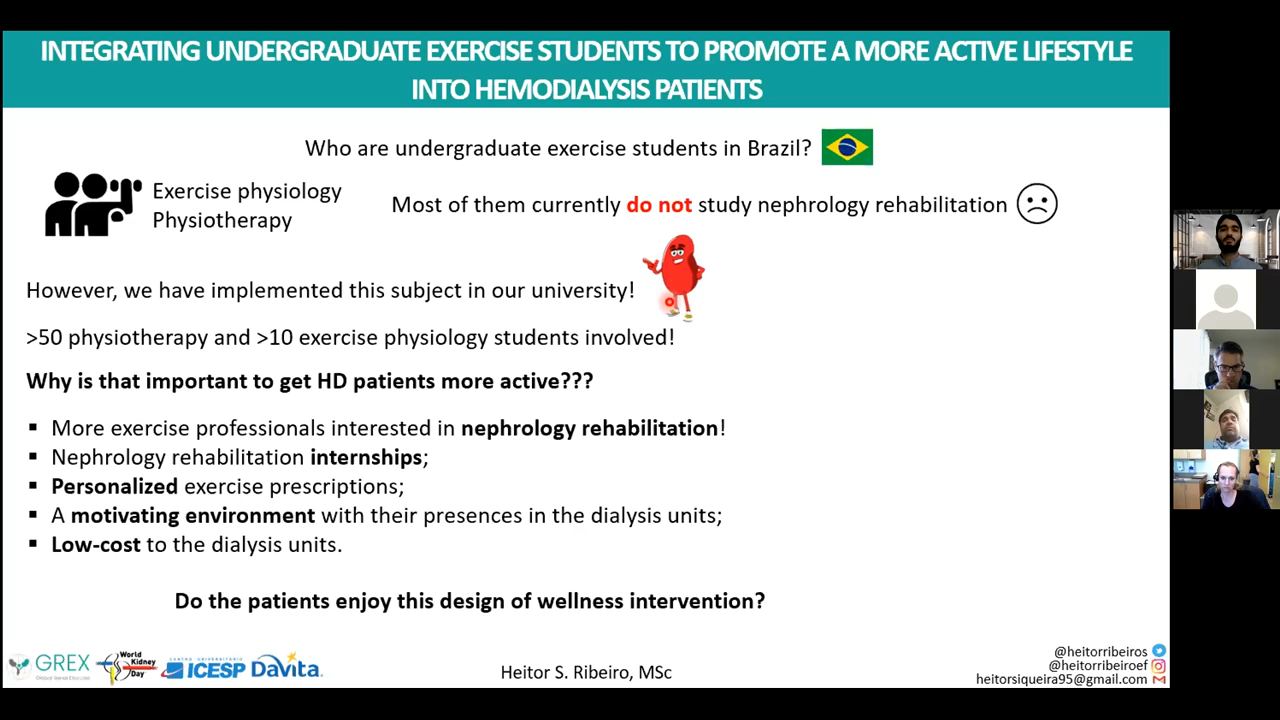 INTEGRATING UNDERGRADUATE EXERCISE STUDENTS TO PROMOTE A MORE ACTIVE LIFESTYLE
INTO HEMODIALYSIS PATIENTS
Who are undergraduate exercise students in Brazil?
Exercise physiology
Physiotherapy
Most of them currently do not study nephrology rehabilitation
However, we have implemented this subject in our university!
>50 physiotherapy and >10 exercise physiology students involved!
Why is that important to get HD patients more active???
▪ More exercise professionals interested in nephrology rehabilitation!
▪ Nephrology rehabilitation internships;
▪ Personalized exercise prescriptions;
▪ A motivating environment with their presences in the dialysis units;
▪ Low-cost to the dialysis units.
Do the patients enjoy this design of wellness intervention?
GREX
World
Kidney
Day
CENTRO UNIVERSITÁRIO
ICESP
DaVita.
Heitor S. Ribeiro, MSc
@heitorribeiros
@heitorribeiroef
heitorsiqueira95@gmail.com